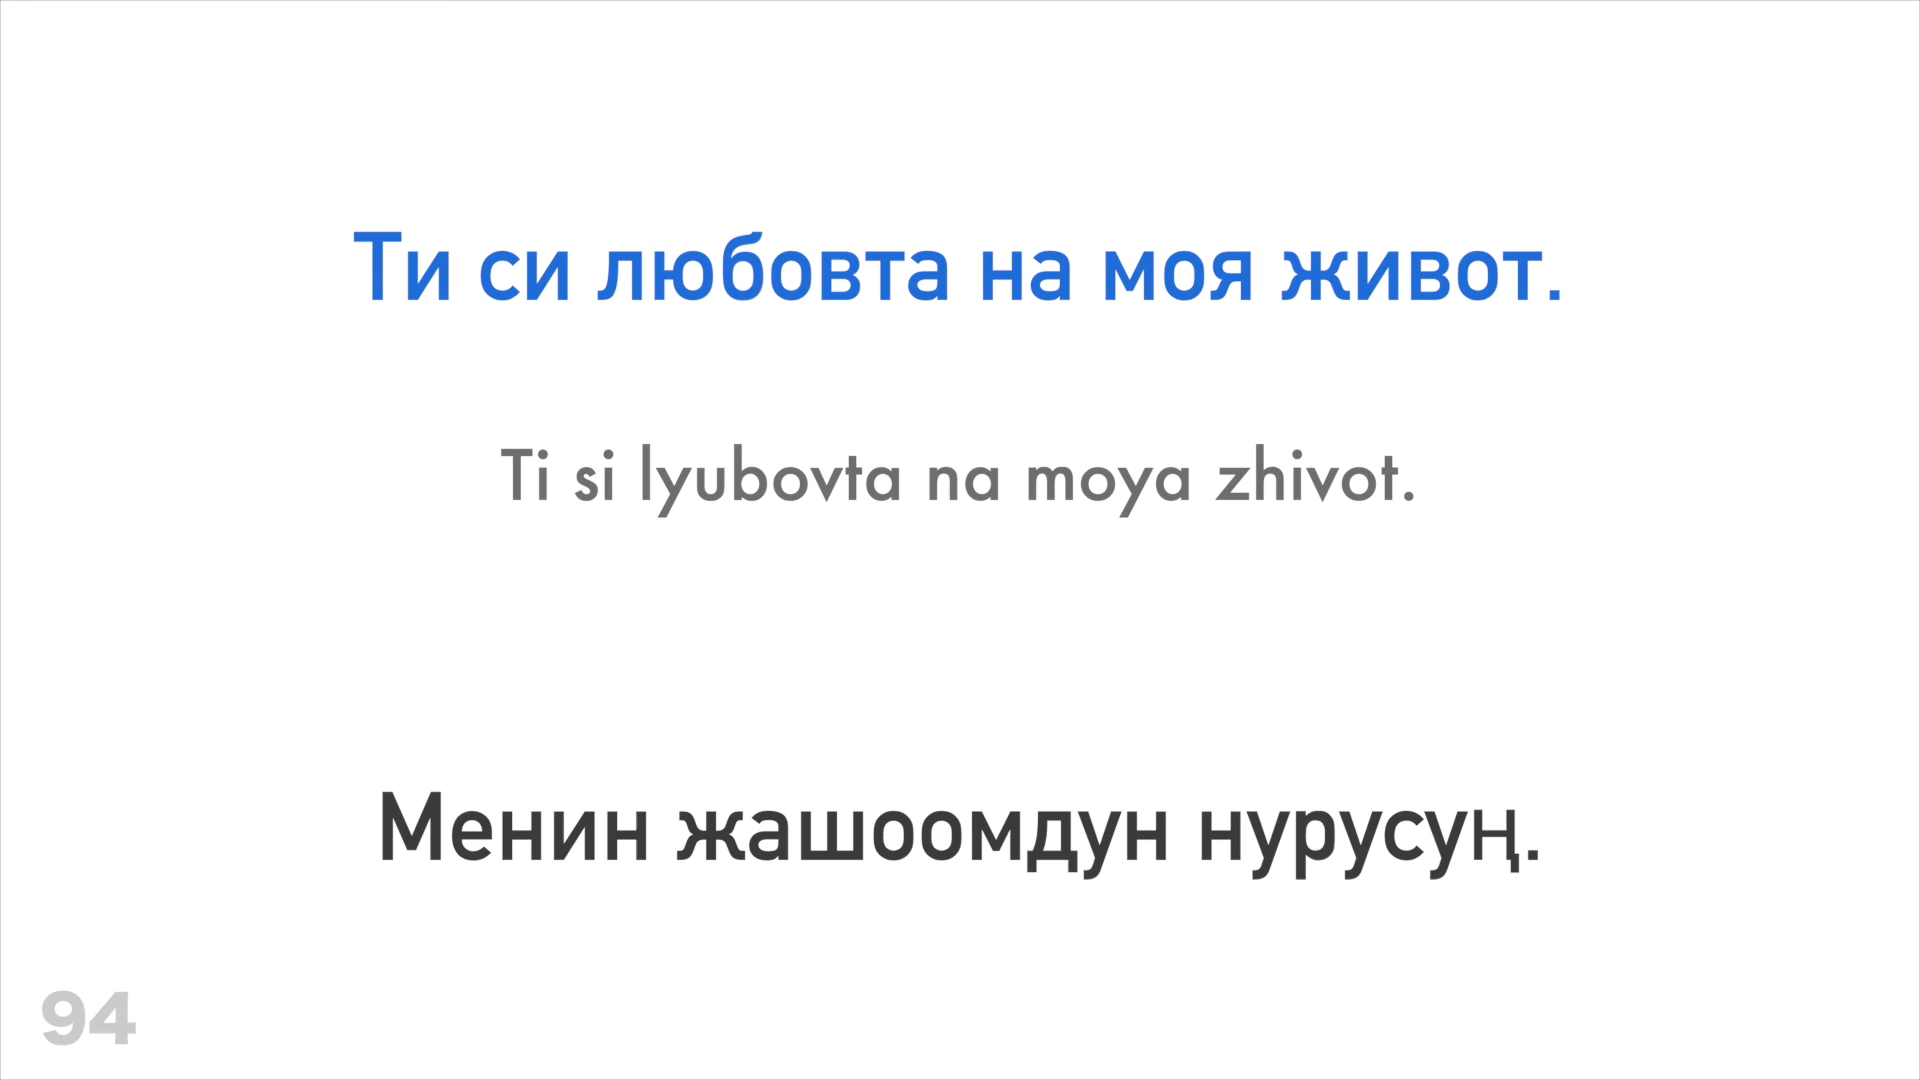 Ти си любовта на моя живот.
Ti si lyubovta na moya zhivot.
Менин жашоомдун нурусуң.
94